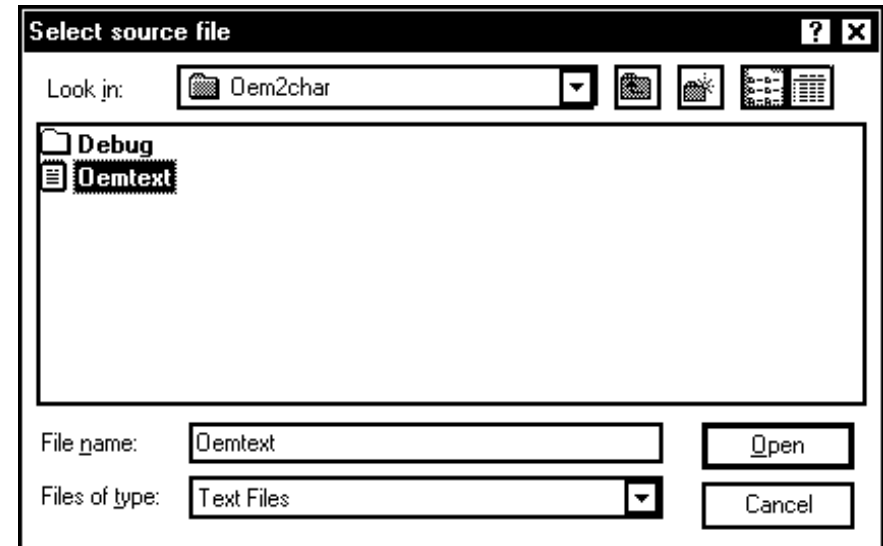 Select source file
Look in: Oem2char
Debug
Oemtext
File name: Oemtext Open
Files of type: Text Files Cancel